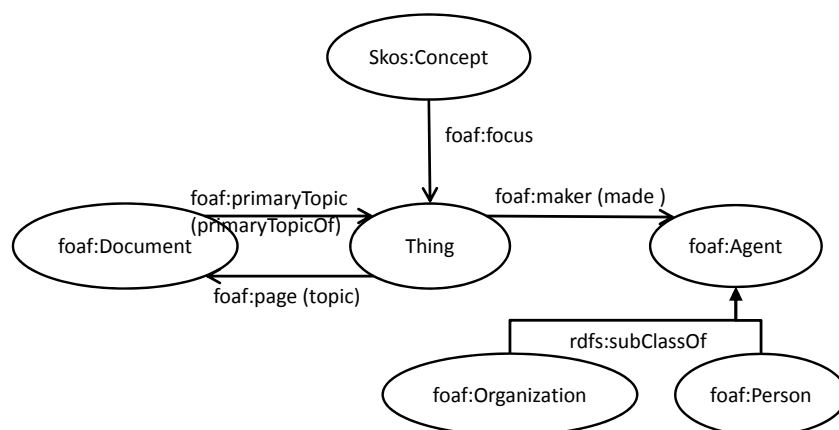 Skos:Concept
foaf:focus
foaf:primaryTopic
(primaryTopicOf)
foaf:maker (made )
foaf:Document
Thing
foaf:Agent
foaf:page (topic)
rdfs:subClassOf
foaf:Organization
foaf:Person